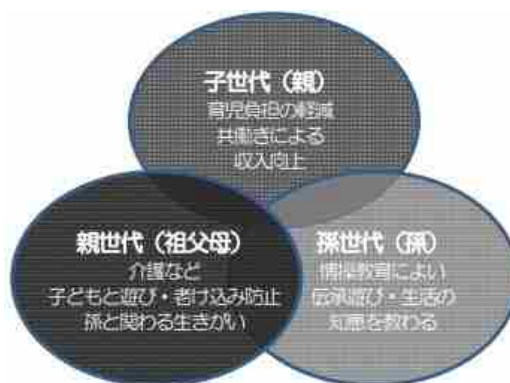 子世代（親）
育児負担の軽減
共働きによる
収入向上
親世代（祖父母）
介護など
子どもと遊び・老け込み防止
孫と関わる生きがい
孫世代（孫）
情操教育によい
伝承遊び・生活の
知恵を教わる